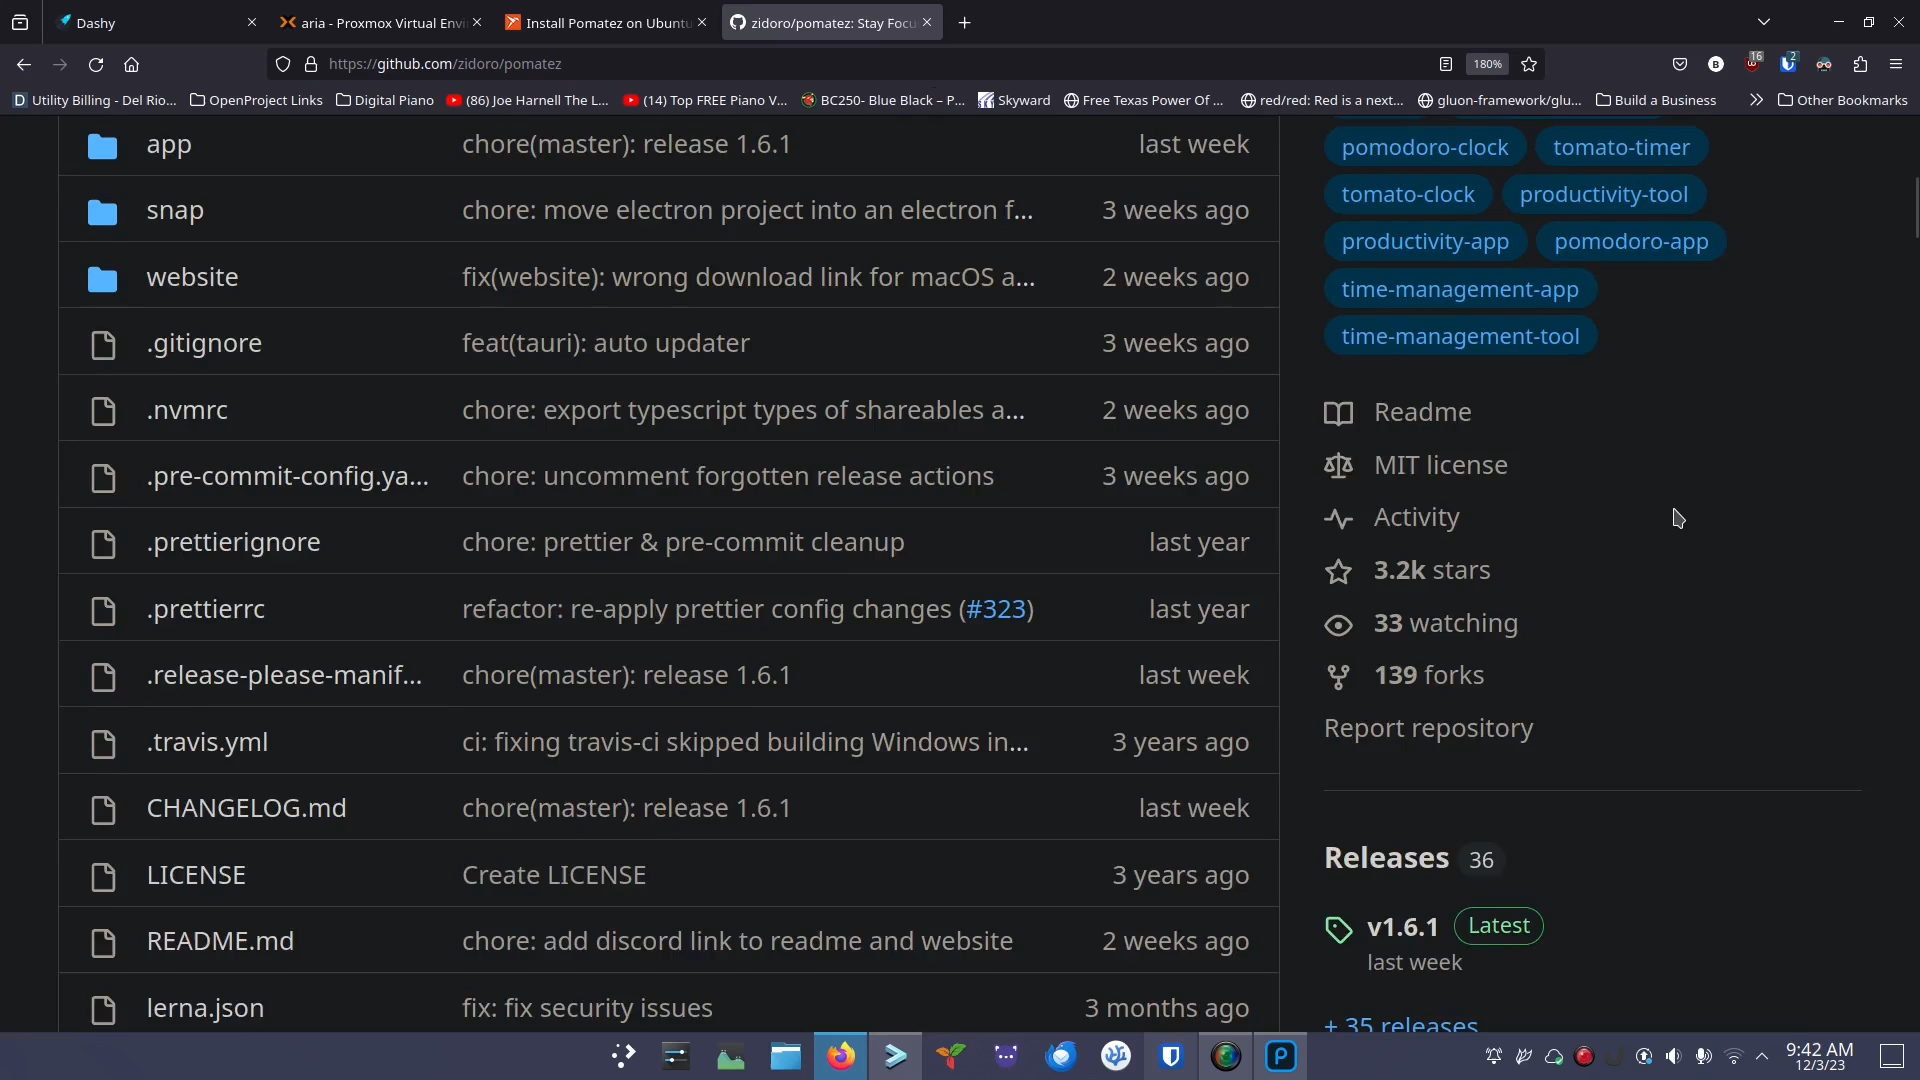 Dashy
aria - Proxmox Virtual Envi
Install Pomatez on Ubuntu
zidoro/pomatez: Stay Focu
https://github.com/zidoro/pomatez
180%
16
2
Utility Billing - Del Rio...
OpenProject Links
Digital Piano
(86) Joe Harnell The L...
(14) Top FREE Piano V...
BC250- Blue Black – P...
Skyward
Free Texas Power Of ...
red/red: Red is a next...
gluon-framework/glu...
Build a Business
Other Bookmarks
app chore(master): release 1.6.1 last week
snap chore: move electron project into an electron f... 3 weeks ago
website fix(website): wrong download link for macOS a... 2 weeks ago
.gitignore feat(tauri): auto updater 3 weeks ago
.nvmrc chore: export typescript types of shareables a... 2 weeks ago
.pre-commit-config.ya... chore: uncomment forgotten release actions 3 weeks ago
.prettierignore chore: prettier & pre-commit cleanup last year
.prettierrc refactor: re-apply prettier config changes (#323) last year
.release-please-manif... chore(master): release 1.6.1 last week
.travis.yml ci: fixing travis-ci skipped building Windows in... 3 years ago
CHANGELOG.md chore(master): release 1.6.1 last week
LICENSE Create LICENSE 3 years ago
README.md chore: add discord link to readme and website 2 weeks ago
lerna.json fix: fix security issues 3 months ago
pomodoro-clock tomato-timer
tomato-clock productivity-tool
productivity-app pomodoro-app
time-management-app
time-management-tool
Readme
MIT license
Activity
3.2k stars
33 watching
139 forks
Report repository
Releases 36
v1.6.1 Latest
last week
+ 35 releases
9:42 AM
12/3/23